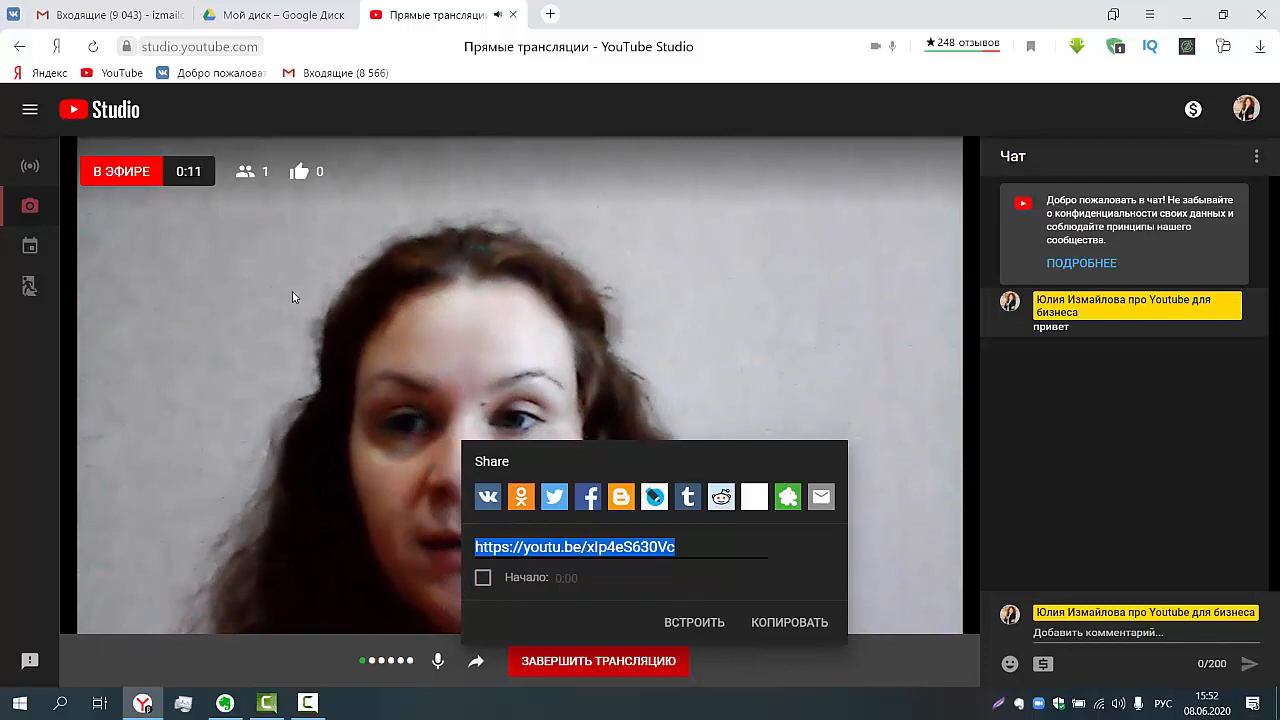 Входящие (9 043) - izmailc
Мой диск – Google Диск
Прямые трансляци
studio.youtube.com
Прямые трансляции - YouTube Studio
★248 отзывов
Яндекс
YouTube
Добро пожаловат
Входящие (8 566)
Studio
В ЭФИРЕ
0:11
1
0
Чат
Добро пожаловать в чат! Не забывайте
о конфиденциальности своих данных и
соблюдайте принципы нашего
сообщества.
ПОДРОБНЕЕ
Юлия Измайлова про Youtube для
бизнеса
привет
Share
https://youtu.be/xIp4eS630Vc
Начало: 0:00
ВСТРОИТЬ
КОПИРОВАТЬ
Юлия Измайлова про Youtube для бизнеса
Добавить комментарий...
0/200
ЗАВЕРШИТЬ ТРАНСЛЯЦИЮ
РУС
15:52
08.06.2020